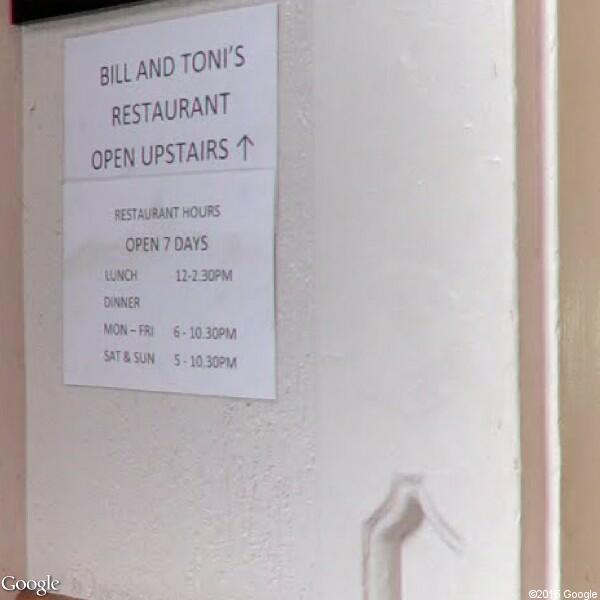 BILL AND TONI'S
RESTAURANT
OPEN UPSTAIRS ↑
RESTAURANT HOURS
OPEN 7 DAYS
LUNCH 12-2.30PM
DINNER
MON – FRI 6 - 10.30PM
SAT & SUN 5 - 10.30PM
Google
©2015 Google